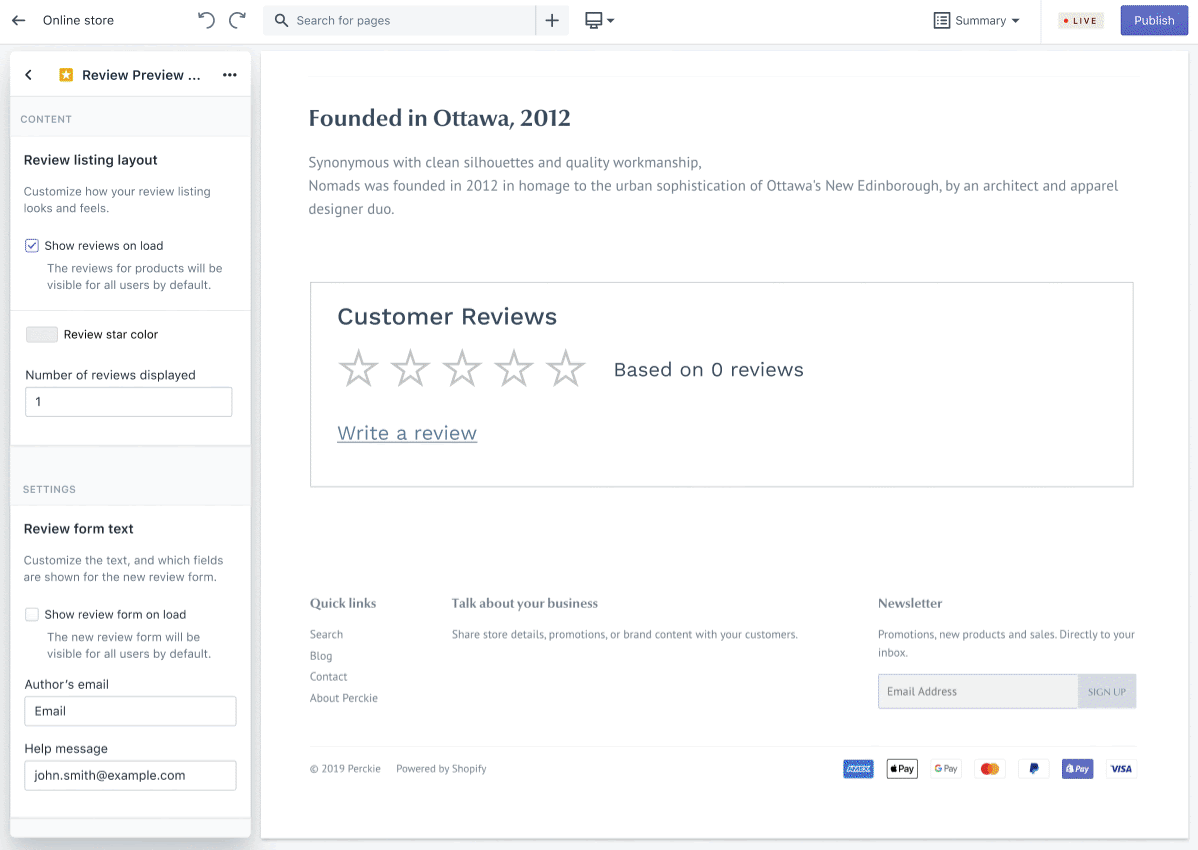 Online store
Search for pages
Summary
LIVE
Publish
Review Preview ...
CONTENT
Review listing layout
Customize how your review listing
looks and feels.
Show reviews on load
The reviews for products will be
visible for all users by default.
Review star color
Number of reviews displayed
1
SETTINGS
Review form text
Customize the text, and which fields
are shown for the new review form.
Show review form on load
The new review form will be
visible for all users by default.
Author's email
Email
Help message
john.smith@example.com
Founded in Ottawa, 2012
Synonymous with clean silhouettes and quality workmanship,
Nomads was founded in 2012 in homage to the urban sophistication of Ottawa's New Edinborough, by an architect and apparel
designer duo.
Customer Reviews
Based on 0 reviews
Write a review
Quick links
Search
Blog
Contact
About Perckie
Talk about your business
Share store details, promotions, or brand content with your customers.
Newsletter
Promotions, new products and sales. Directly to your
inbox.
Email Address
SIGN UP
© 2019 Perckie Powered by Shopify
AMEX Pay G Pay Pay VISA